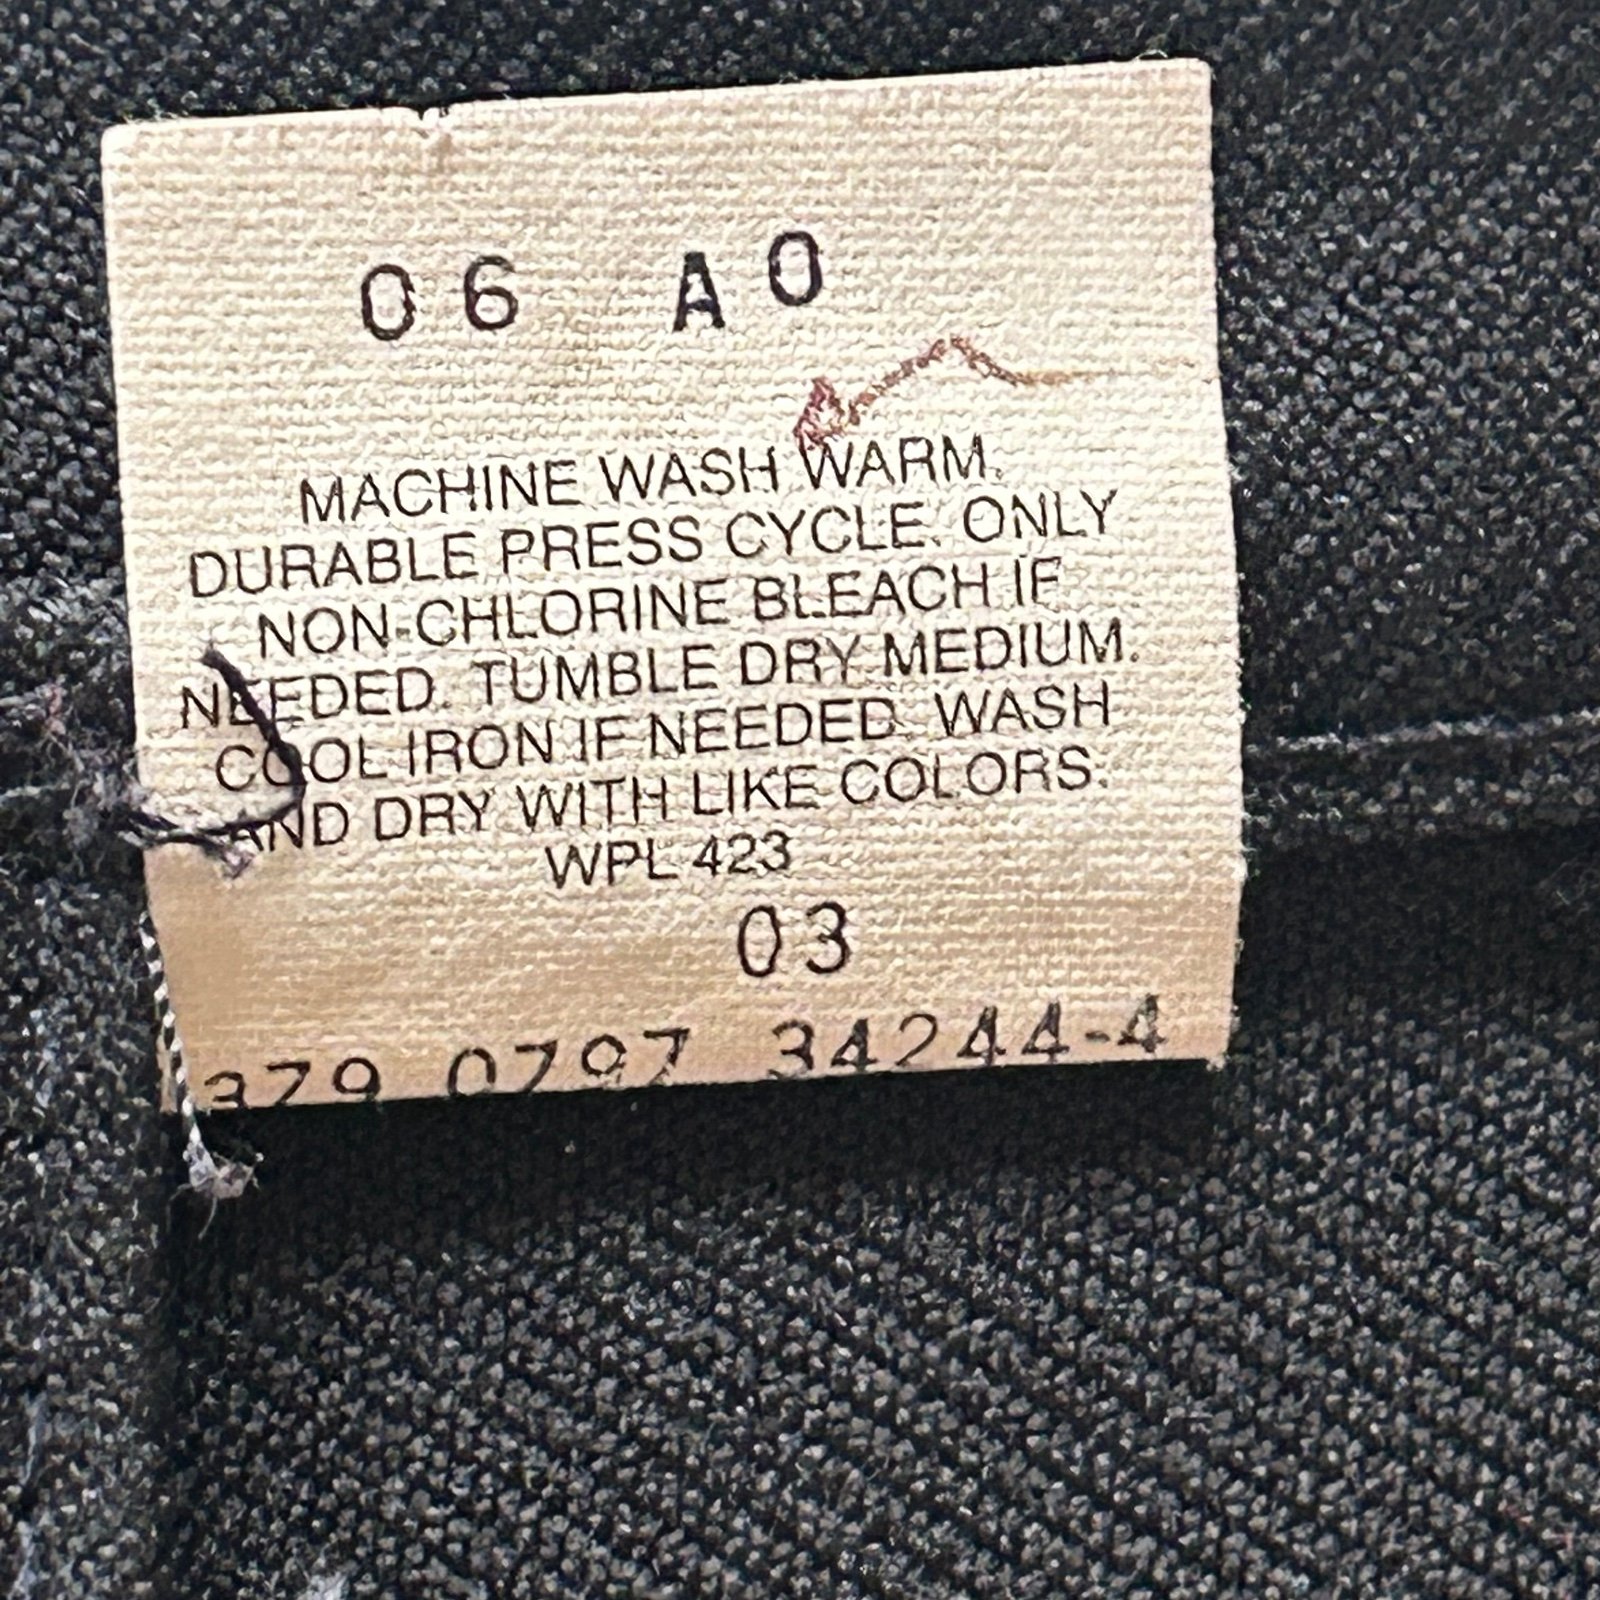 06 A0
MACHINE WASH WARM.
DURABLE PRESS CYCLE. ONLY
NON-CHLORINE BLEACH IF
NEEDED. TUMBLE DRY MEDIUM.
COOL IRON IF NEEDED. WASH
AND DRY WITH LIKE COLORS.
WPL 423
03
379 0797 34244-4